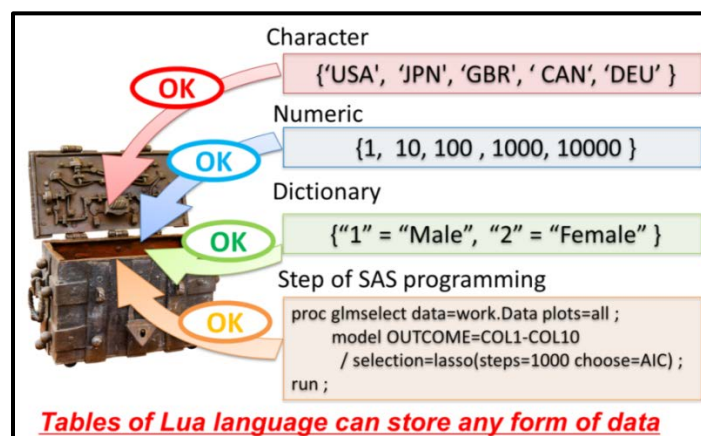 Character
OK
{‘USA', ‘JPN', ‘GBR', ‘ CAN‘, ‘DEU’ }
Numeric
OK
{1, 10, 100 , 1000, 10000 }
Dictionary
OK
{“1” = “Male”, “2” = “Female” }
Step of SAS programming
OK
proc glmselect data=work.Data plots=all ;
model OUTCOME=COL1-COL10
/ selection=lasso(steps=1000 choose=AIC) ;
run ;
Tables of Lua language can store any form of data